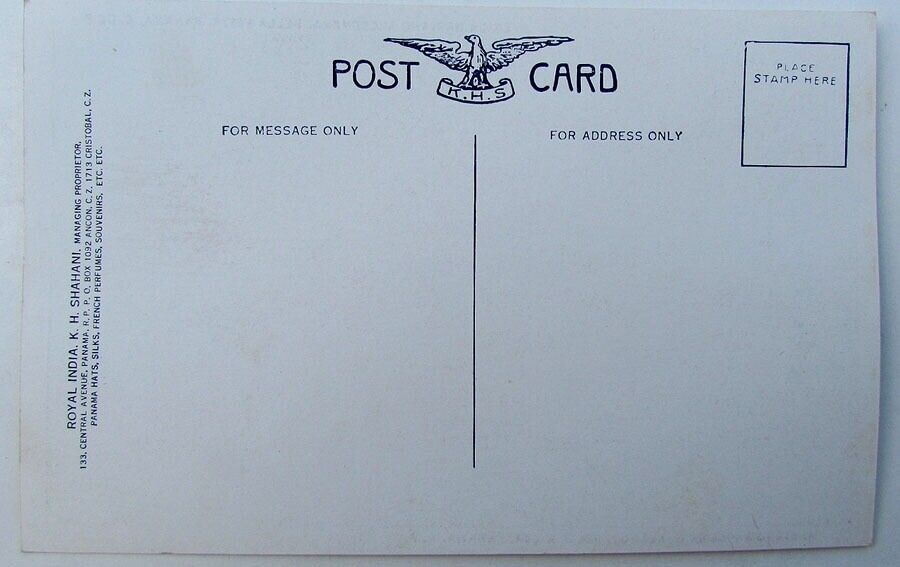 POST CARD
K.H.S
PLACE
STAMP HERE
FOR MESSAGE ONLY
FOR ADDRESS ONLY
ROYAL INDIA. K. H. SHAHANI. MANAGING PROPRIETOR.
133. CENTRAL AVENUE, PANAMA. R. P. P. O. BOX 1092 ANCON, C. Z. 1713 CRISTOBAL, C. Z.
PANAMA HATS, SILKS, FRENCH PERFUMES, SOUVENIRS, ETC. ETC.